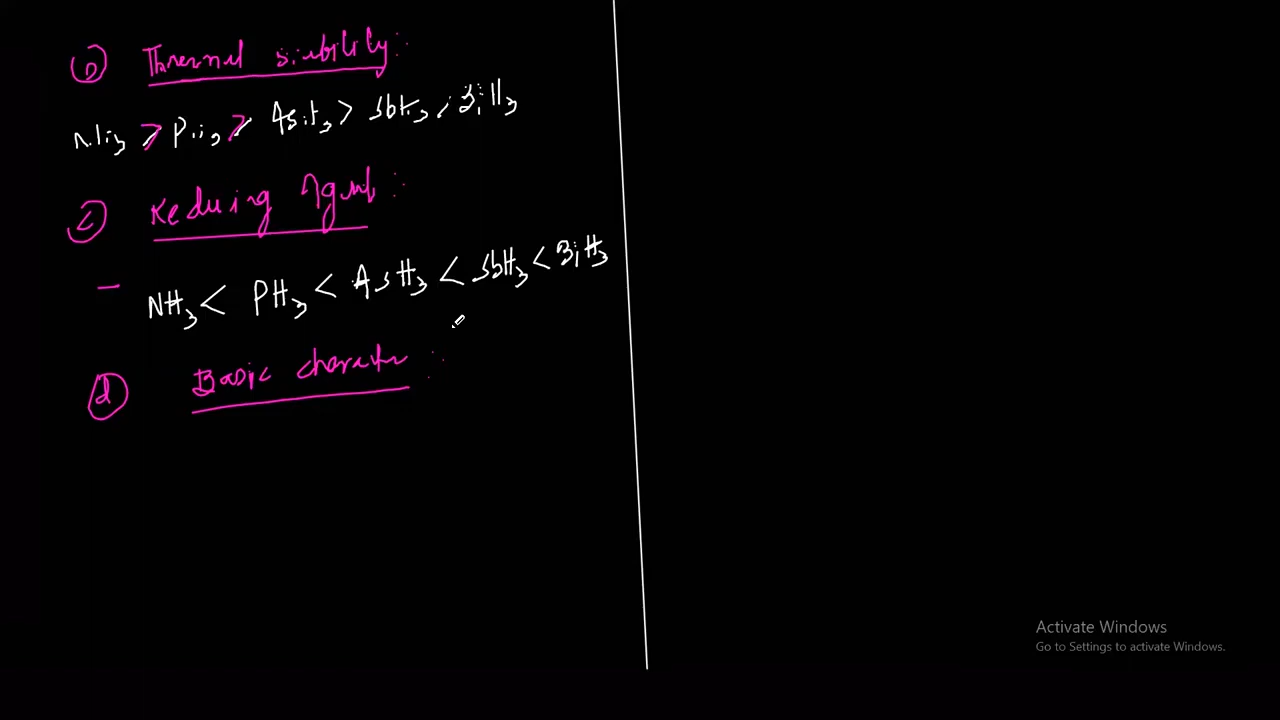 ⓑ Thermal stability:
NH3 > PH3 > AsH3 > SbH3 > BiH3
ⓒ Reducing Agent:
- NH3 < PH3 < AsH3 < SbH3 < BiH3
ⓓ Basic character:
Activate Windows
Go to Settings to activate Windows.